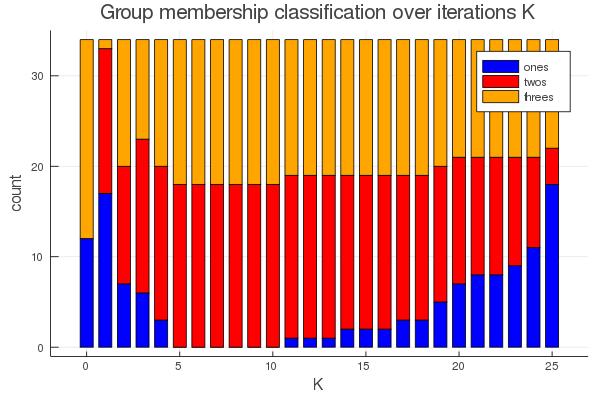 Group membership classification over iterations K
ones
twos
threes
30
20
10
0
count
0 5 10 15 20 25
K